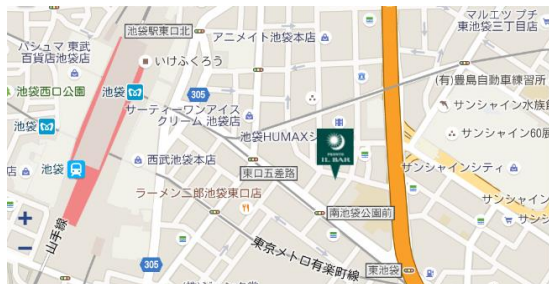 マルエツ プチ
東池袋三丁目店
池袋駅東口北
アニメイト池袋本店
パシュマ 東武
百貨店池袋店
いけふくろう
(有)豊島自動車練習所
池袋西口公園
池袋
305
サーティーワンアイス
クリーム 池袋店
サンシャイン水族
池袋
池袋HUMAXシ
サンシャイン60展
PRONTO
IL BAR
西武池袋本店
東口五差路
サンシャインシティ
池袋
ラーメン二郎池袋東口店
サンシャイン
南池袋公園前
サンシ
+
−
山手線
東京メトロ有楽町線
305
東池袋